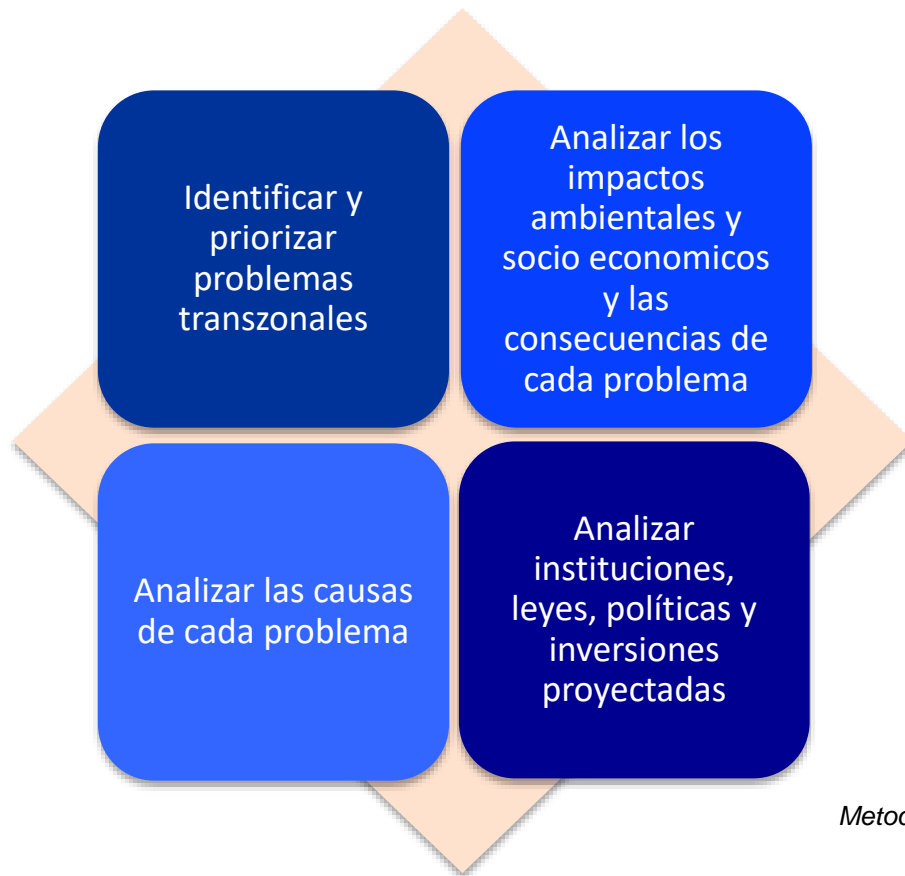 Identificar y
priorizar
problemas
transzonales
Analizar los
impactos
ambientales y
socio economicos
y las
consecuencias de
cada problema
Analizar las causas
de cada problema
Analizar
instituciones,
leyes, políticas y
inversiones
proyectadas